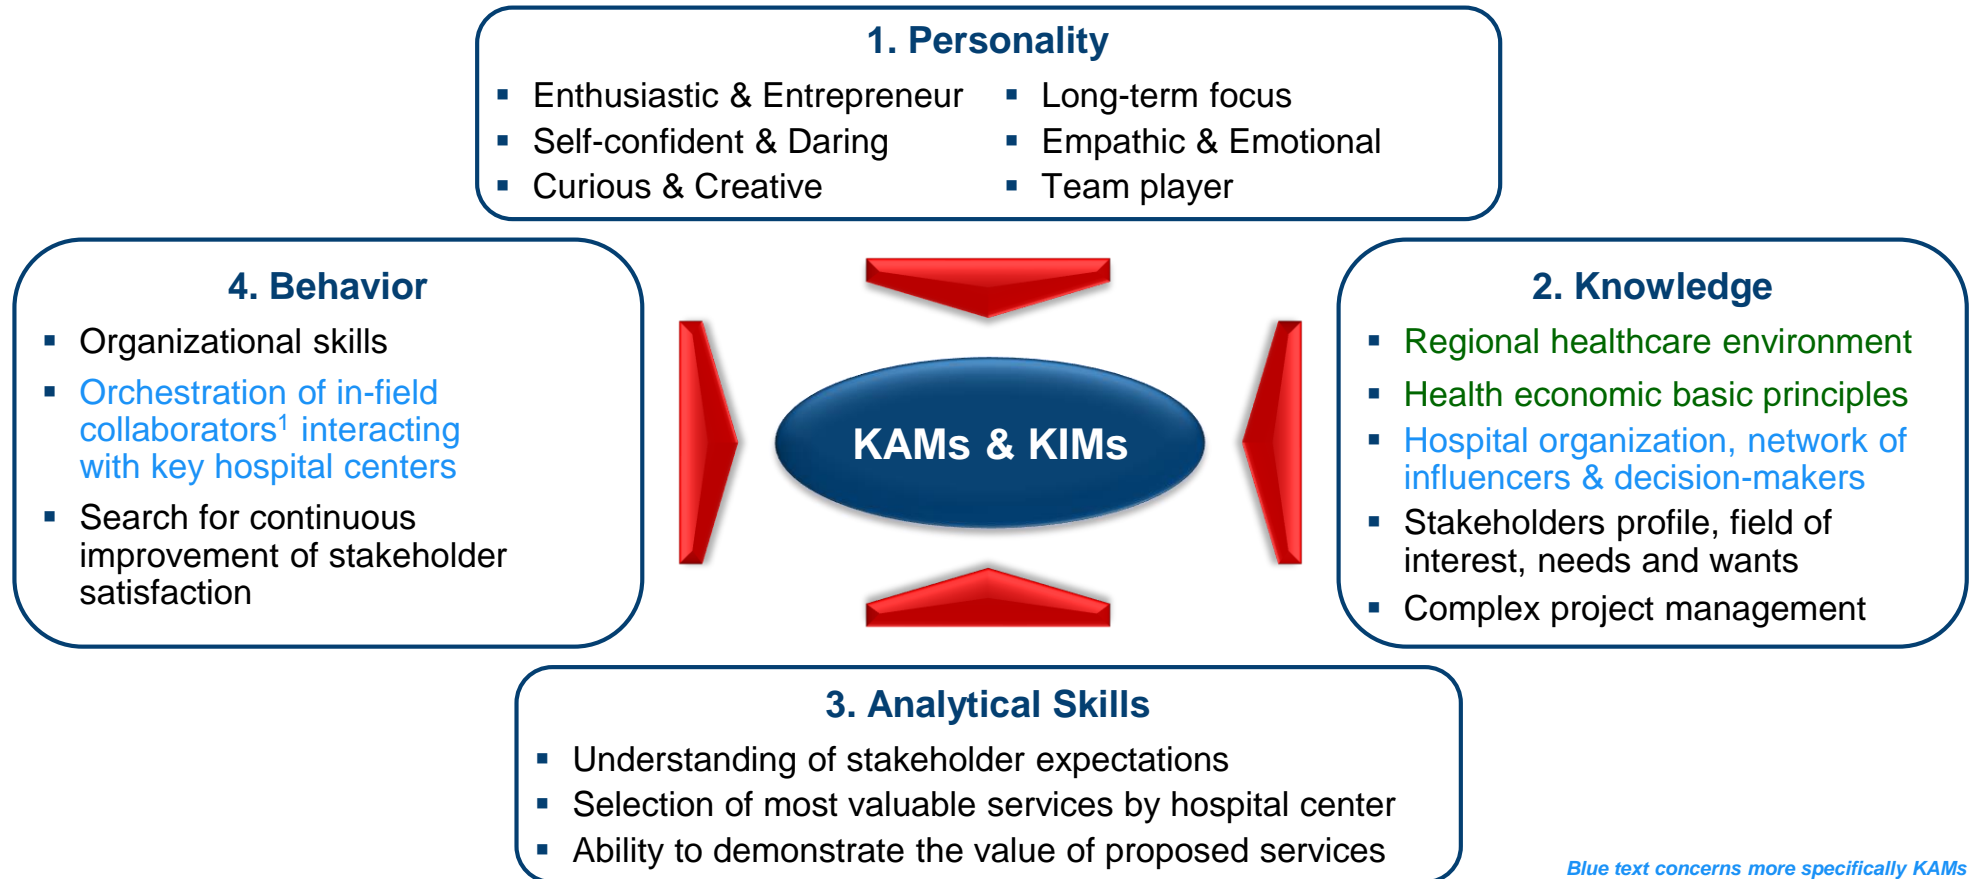 1. Personality
▪ Enthusiastic & Entrepreneur
▪ Self-confident & Daring
▪ Curious & Creative
▪ Long-term focus
▪ Empathic & Emotional
▪ Team player
4. Behavior
▪ Organizational skills
▪ Orchestration of in-field
collaborators¹ interacting
with key hospital centers
▪ Search for continuous
improvement of stakeholder
satisfaction
KAMs & KIMs
2. Knowledge
▪ Regional healthcare environment
▪ Health economic basic principles
▪ Hospital organization, network of
influencers & decision-makers
▪ Stakeholders profile, field of
interest, needs and wants
▪ Complex project management
3. Analytical Skills
▪ Understanding of stakeholder expectations
▪ Selection of most valuable services by hospital center
▪ Ability to demonstrate the value of proposed services
Blue text concerns more specifically KAMs